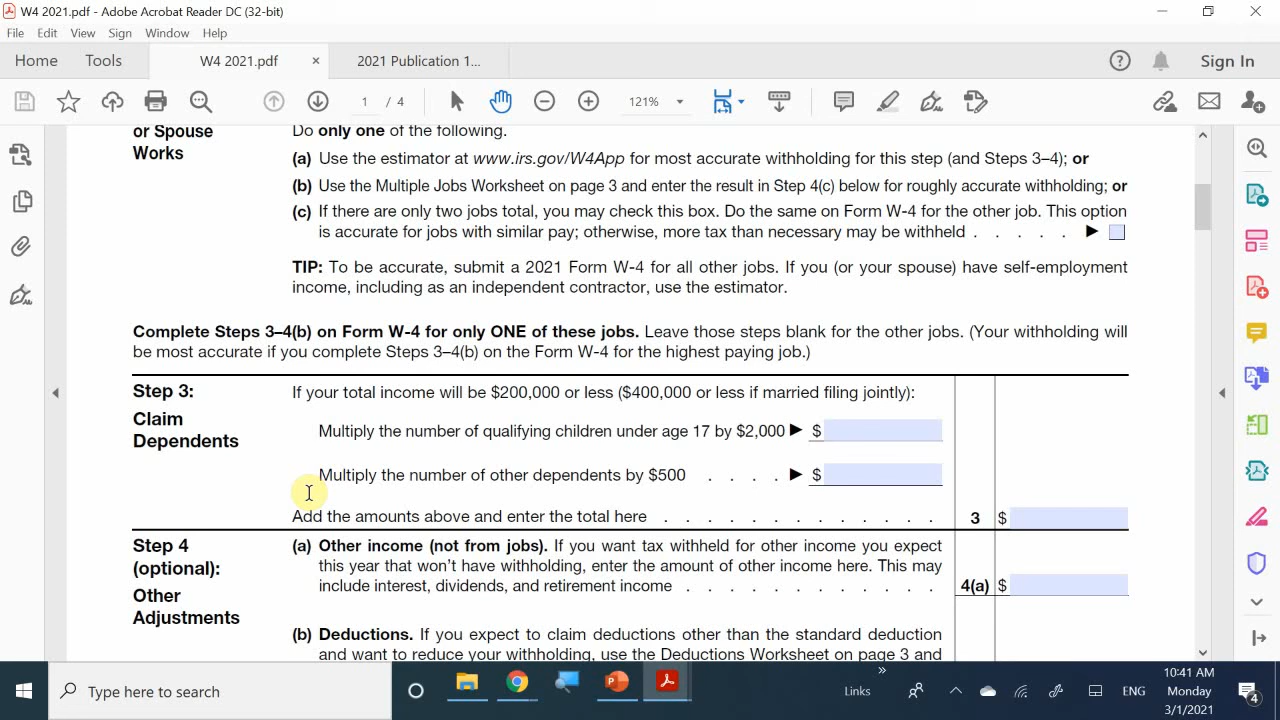 W4 2021.pdf - Adobe Acrobat Reader DC (32-bit)
File Edit View Sign Window Help
Home Tools W4 2021.pdf × 2021 Publication 1... Sign In
1 / 4 121%
or Spouse Works
Do only one of the following.
(a) Use the estimator at www.irs.gov/W4App for most accurate withholding for this step (and Steps 3–4); or
(b) Use the Multiple Jobs Worksheet on page 3 and enter the result in Step 4(c) below for roughly accurate withholding; or
(c) If there are only two jobs total, you may check this box. Do the same on Form W-4 for the other job. This option
is accurate for jobs with similar pay; otherwise, more tax than necessary may be withheld . . . . . ▶
TIP: To be accurate, submit a 2021 Form W-4 for all other jobs. If you (or your spouse) have self-employment
income, including as an independent contractor, use the estimator.
Complete Steps 3–4(b) on Form W-4 for only ONE of these jobs. Leave those steps blank for the other jobs. (Your withholding will
be most accurate if you complete Steps 3–4(b) on the Form W-4 for the highest paying job.)
Step 3:
Claim
Dependents
If your total income will be $200,000 or less ($400,000 or less if married filing jointly):
Multiply the number of qualifying children under age 17 by $2,000 ▶ $
Multiply the number of other dependents by $500 . . . . ▶ $
Add the amounts above and enter the total here . . . . . . . . . . . . . 3 $
Step 4
(optional):
Other
Adjustments
(a) Other income (not from jobs). If you want tax withheld for other income you expect
this year that won't have withholding, enter the amount of other income here. This may
include interest, dividends, and retirement income . . . . . . . . . . . . 4(a) $
(b) Deductions. If you expect to claim deductions other than the standard deduction
and want to reduce your withholding, use the Deductions Worksheet on page 3 and
Type here to search
Links
ENG
10:41 AM
Monday
3/1/2021
4